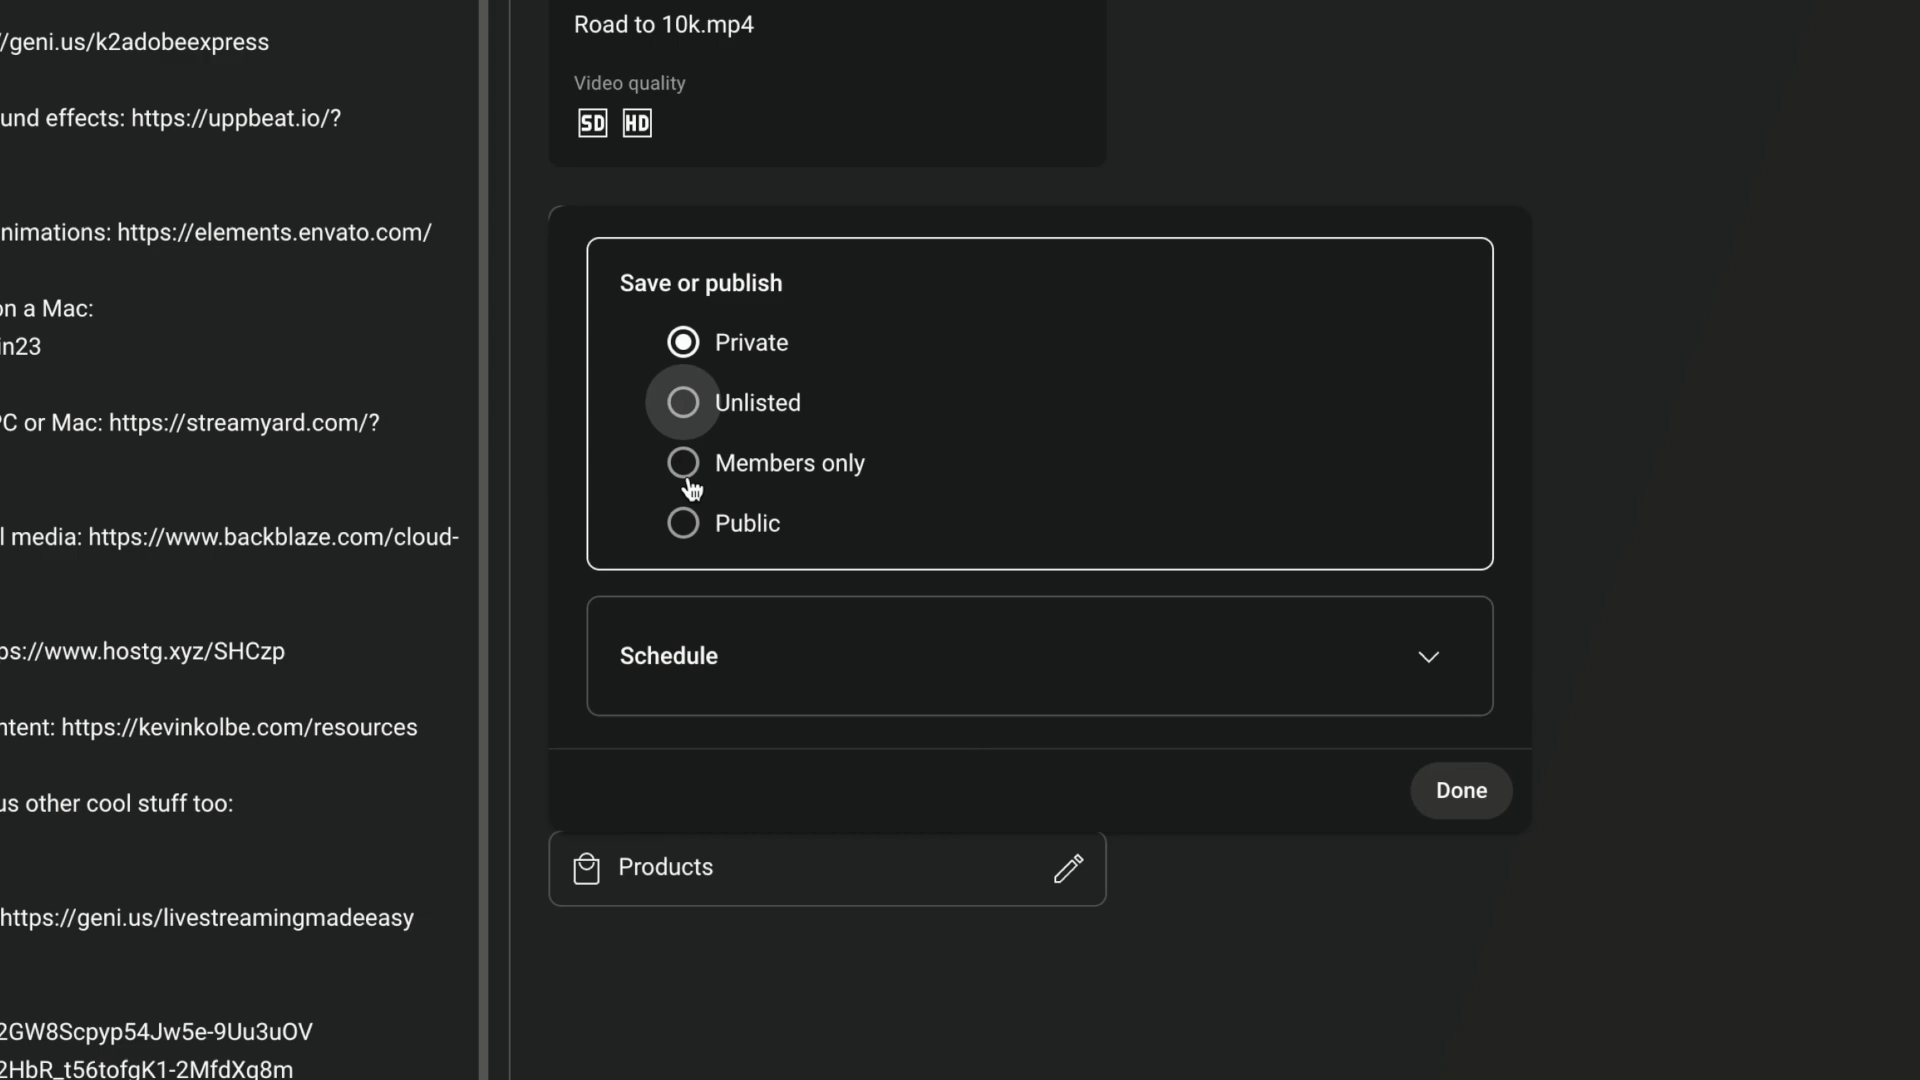 /geni.us/k2adobeexpress
und effects: https://uppbeat.io/?
nimations: https://elements.envato.com/
on a Mac:
in23
PC or Mac: https://streamyard.com/?
l media: https://www.backblaze.com/cloud-
ps://www.hostg.xyz/SHCzp
ntent: https://kevinkolbe.com/resources
us other cool stuff too:
https://geni.us/livestreamingmadeeasy
2GW8Scpyp54Jw5e-9Uu3uOV
2HbR_t56tofgK1-2MfdXq8m
Road to 10k.mp4
Video quality
SD HD
Save or publish
Private
Unlisted
Members only
Public
Schedule
Done
Products